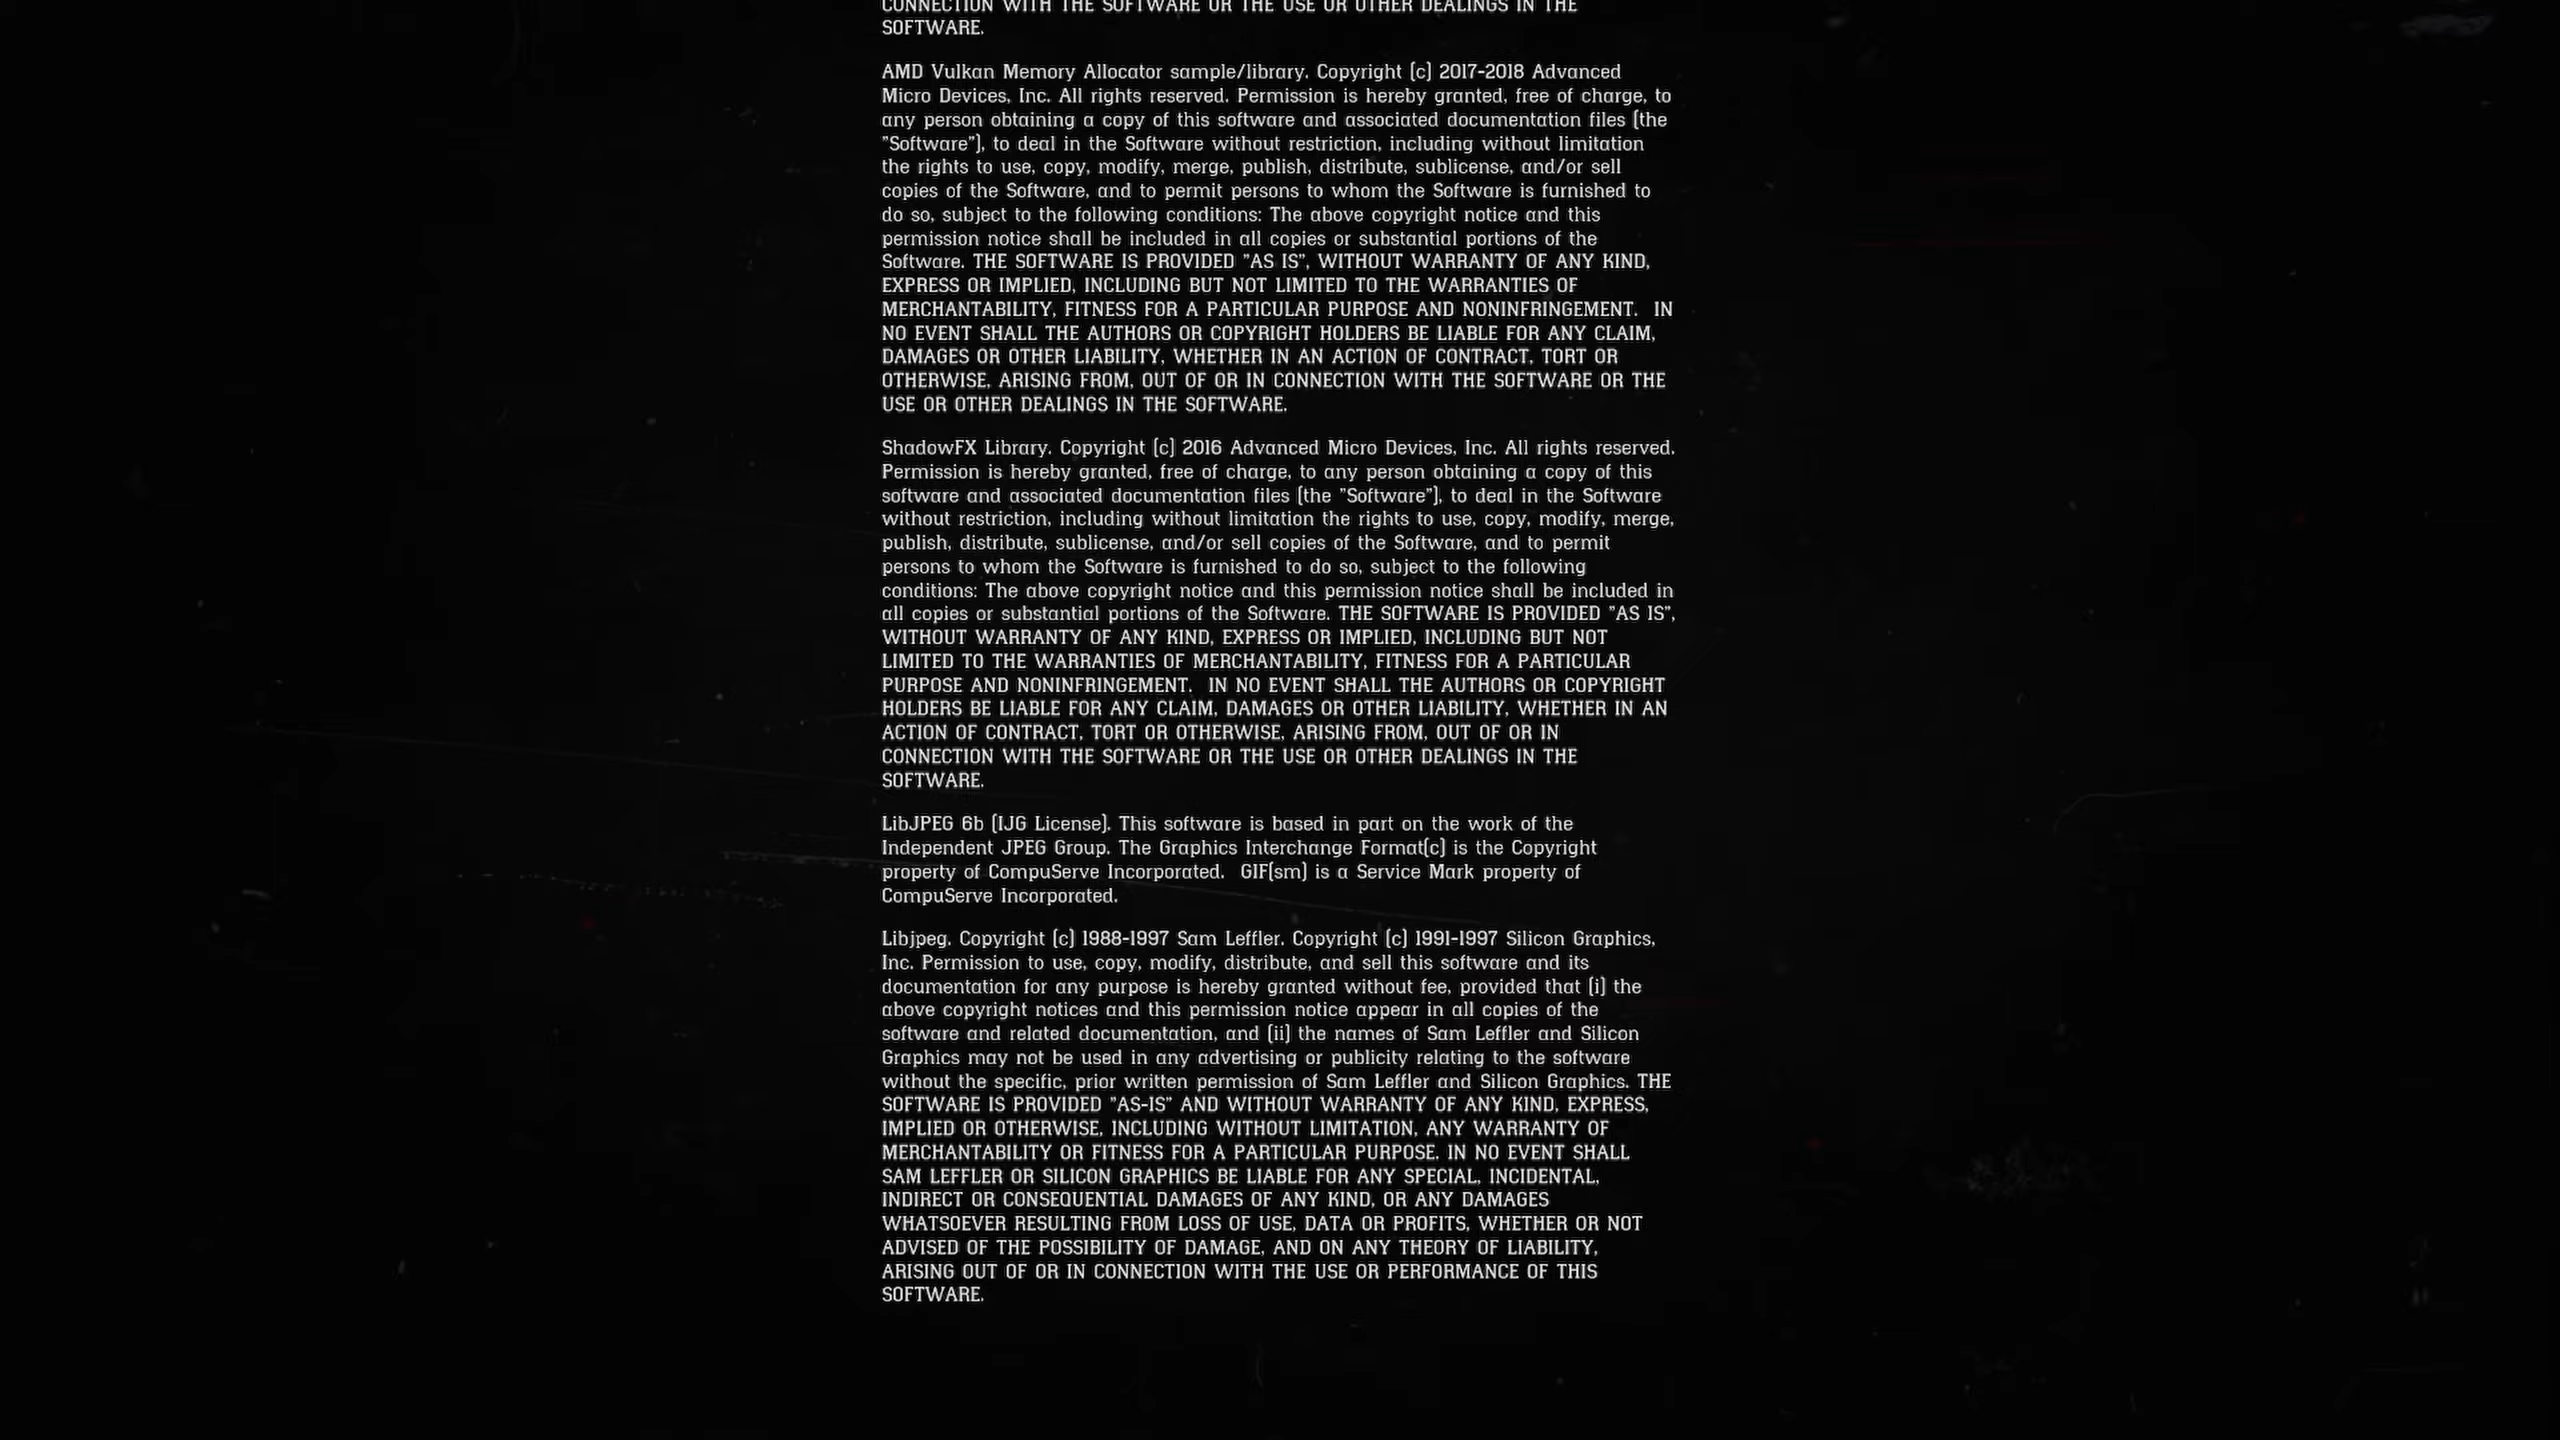 CONNECTION WITH THE SOFTWARE OR THE USE OR OTHER DEALINGS IN THE
SOFTWARE.
AMD Vulkan Memory Allocator sample/library. Copyright (c) 2017-2018 Advanced
Micro Devices, Inc. All rights reserved. Permission is hereby granted, free of charge, to
any person obtaining a copy of this software and associated documentation files (the
"Software"), to deal in the Software without restriction, including without limitation
the rights to use, copy, modify, merge, publish, distribute, sublicense, and/or sell
copies of the Software, and to permit persons to whom the Software is furnished to
do so, subject to the following conditions: The above copyright notice and this
permission notice shall be included in all copies or substantial portions of the
Software. THE SOFTWARE IS PROVIDED "AS IS", WITHOUT WARRANTY OF ANY KIND,
EXPRESS OR IMPLIED, INCLUDING BUT NOT LIMITED TO THE WARRANTIES OF
MERCHANTABILITY, FITNESS FOR A PARTICULAR PURPOSE AND NONINFRINGEMENT.  IN
NO EVENT SHALL THE AUTHORS OR COPYRIGHT HOLDERS BE LIABLE FOR ANY CLAIM,
DAMAGES OR OTHER LIABILITY, WHETHER IN AN ACTION OF CONTRACT, TORT OR
OTHERWISE, ARISING FROM, OUT OF OR IN CONNECTION WITH THE SOFTWARE OR THE
USE OR OTHER DEALINGS IN THE SOFTWARE.
ShadowFX Library. Copyright (c) 2016 Advanced Micro Devices, Inc. All rights reserved.
Permission is hereby granted, free of charge, to any person obtaining a copy of this
software and associated documentation files (the "Software"), to deal in the Software
without restriction, including without limitation the rights to use, copy, modify, merge,
publish, distribute, sublicense, and/or sell copies of the Software, and to permit
persons to whom the Software is furnished to do so, subject to the following
conditions: The above copyright notice and this permission notice shall be included in
all copies or substantial portions of the Software. THE SOFTWARE IS PROVIDED "AS IS",
WITHOUT WARRANTY OF ANY KIND, EXPRESS OR IMPLIED, INCLUDING BUT NOT
LIMITED TO THE WARRANTIES OF MERCHANTABILITY, FITNESS FOR A PARTICULAR
PURPOSE AND NONINFRINGEMENT.  IN NO EVENT SHALL THE AUTHORS OR COPYRIGHT
HOLDERS BE LIABLE FOR ANY CLAIM, DAMAGES OR OTHER LIABILITY, WHETHER IN AN
ACTION OF CONTRACT, TORT OR OTHERWISE, ARISING FROM, OUT OF OR IN
CONNECTION WITH THE SOFTWARE OR THE USE OR OTHER DEALINGS IN THE
SOFTWARE.
LibJPEG 6b (IJG License). This software is based in part on the work of the
Independent JPEG Group. The Graphics Interchange Format(c) is the Copyright
property of CompuServe Incorporated.  GIF(sm) is a Service Mark property of
CompuServe Incorporated.
Libjpeg. Copyright (c) 1988-1997 Sam Leffler. Copyright (c) 1991-1997 Silicon Graphics,
Inc. Permission to use, copy, modify, distribute, and sell this software and its
documentation for any purpose is hereby granted without fee, provided that (i) the
above copyright notices and this permission notice appear in all copies of the
software and related documentation, and (ii) the names of Sam Leffler and Silicon
Graphics may not be used in any advertising or publicity relating to the software
without the specific, prior written permission of Sam Leffler and Silicon Graphics. THE
SOFTWARE IS PROVIDED "AS-IS" AND WITHOUT WARRANTY OF ANY KIND, EXPRESS,
IMPLIED OR OTHERWISE, INCLUDING WITHOUT LIMITATION, ANY WARRANTY OF
MERCHANTABILITY OR FITNESS FOR A PARTICULAR PURPOSE. IN NO EVENT SHALL
SAM LEFFLER OR SILICON GRAPHICS BE LIABLE FOR ANY SPECIAL, INCIDENTAL,
INDIRECT OR CONSEQUENTIAL DAMAGES OF ANY KIND, OR ANY DAMAGES
WHATSOEVER RESULTING FROM LOSS OF USE, DATA OR PROFITS, WHETHER OR NOT
ADVISED OF THE POSSIBILITY OF DAMAGE, AND ON ANY THEORY OF LIABILITY,
ARISING OUT OF OR IN CONNECTION WITH THE USE OR PERFORMANCE OF THIS
SOFTWARE.